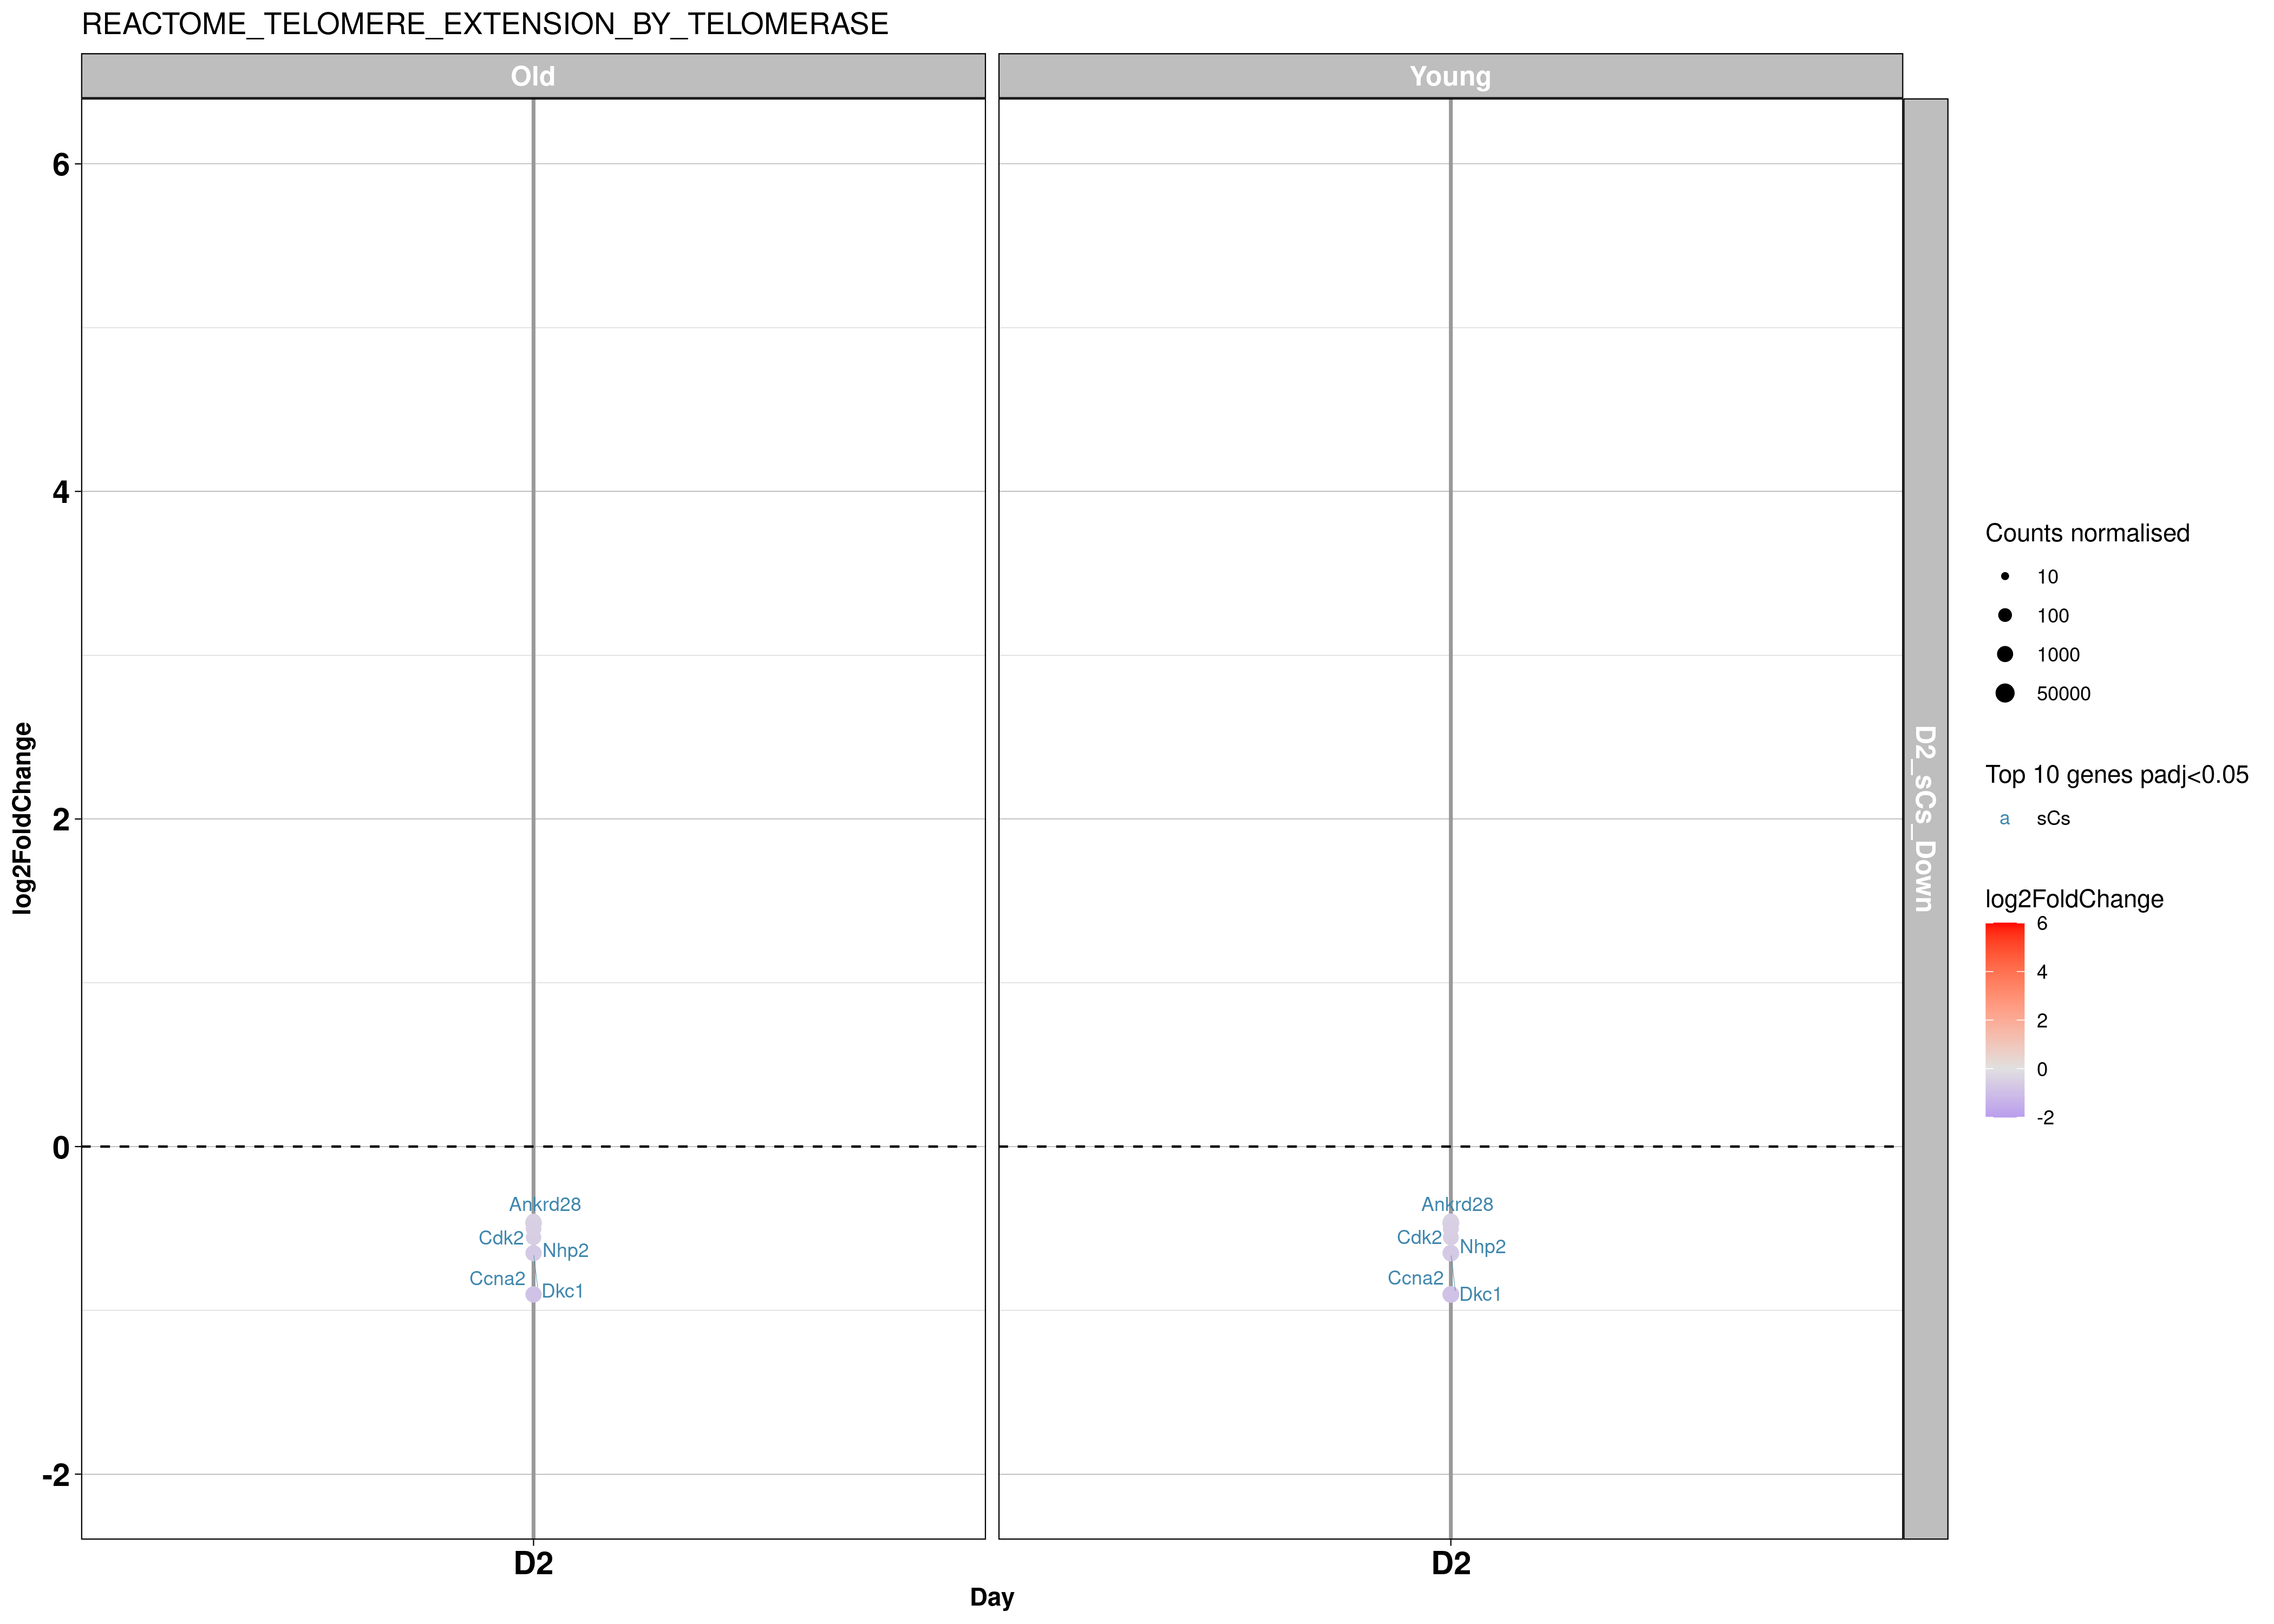 REACTOME_TELOMERE_EXTENSION_BY_TELOMERASE
Old
Young
log2FoldChange
6
4
2
0
-2
Ankrd28
Cdk2
Nhp2
Ccna2
Dkc1
Ankrd28
Cdk2
Nhp2
Ccna2
Dkc1
D2
D2
Day
D2_sCs_Down
Counts normalised
10
100
1000
50000
Top 10 genes padj<0.05
a sCs
log2FoldChange
6
4
2
0
-2